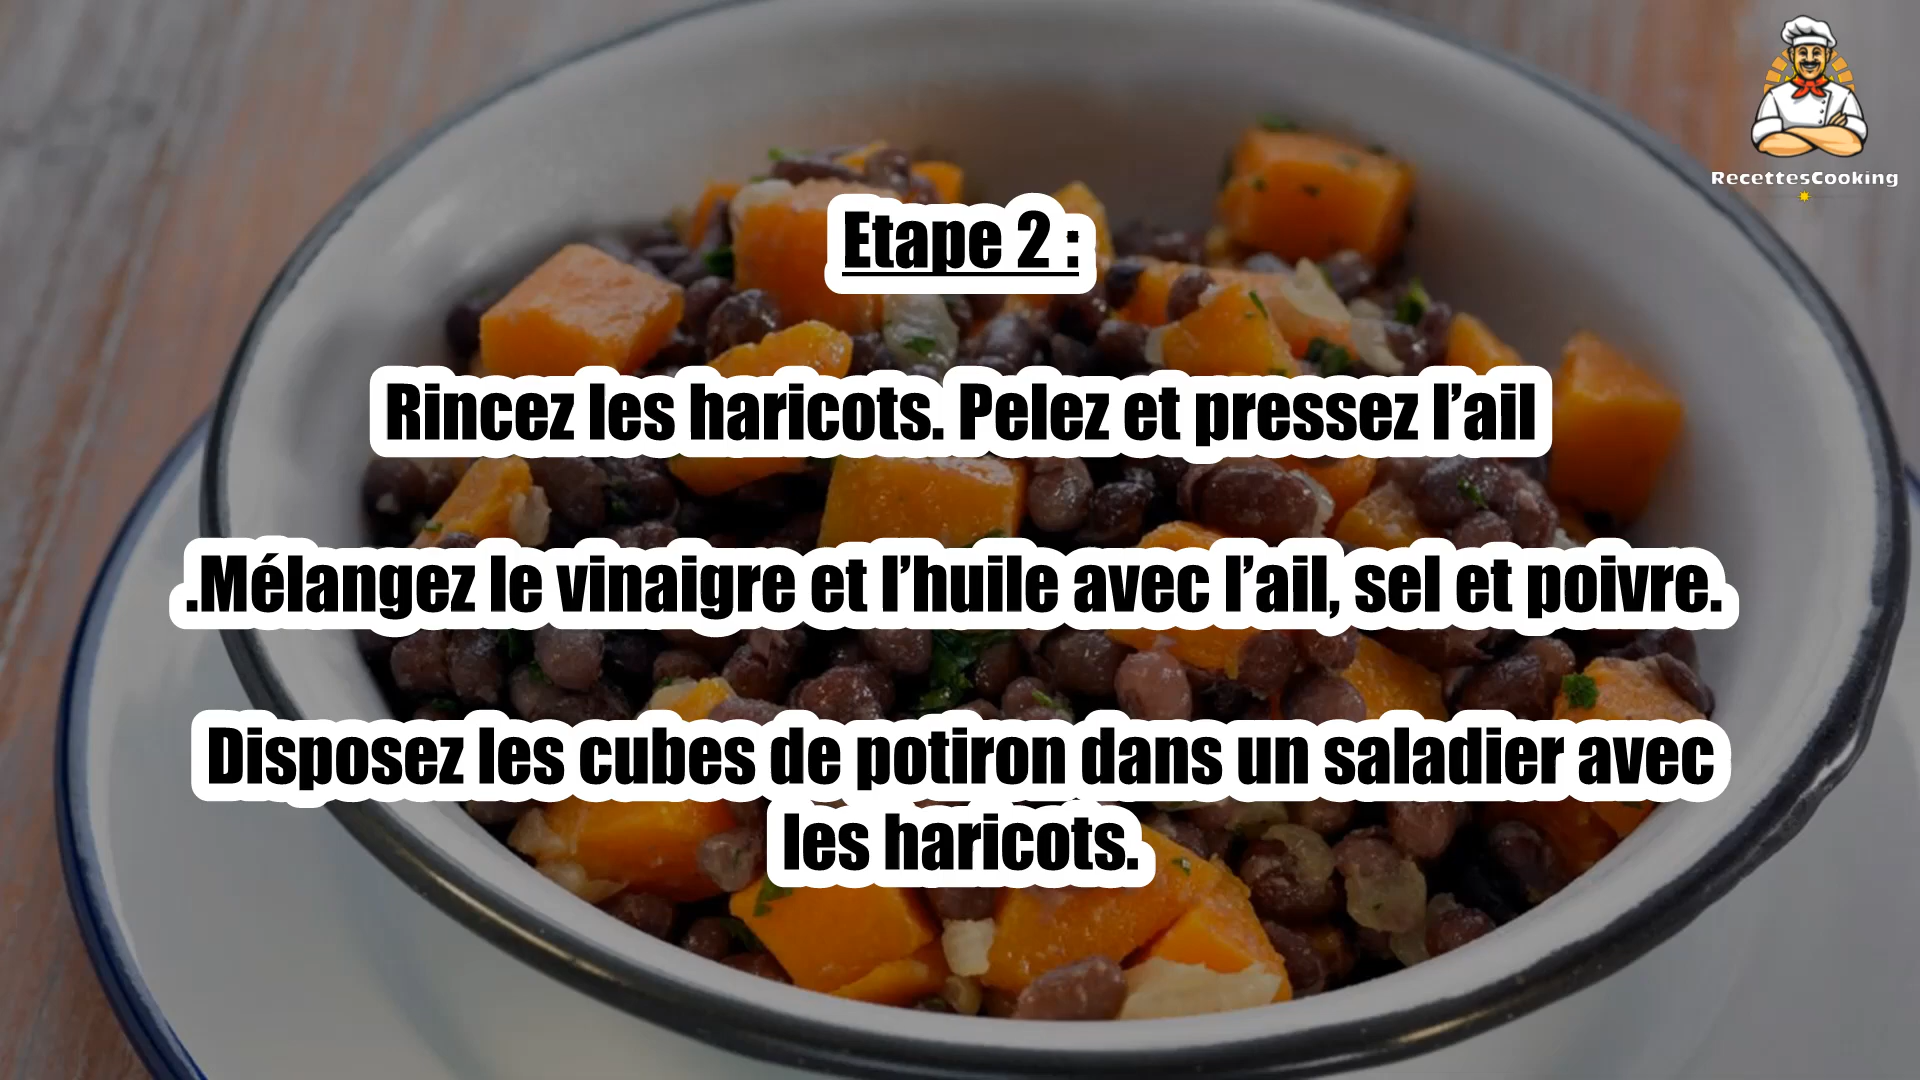 RecettesCooking
Etape 2 :
Rincez les haricots. Pelez et pressez l’ail
.Mélangez le vinaigre et l’huile avec l’ail, sel et poivre.
Disposez les cubes de potiron dans un saladier avec
les haricots.